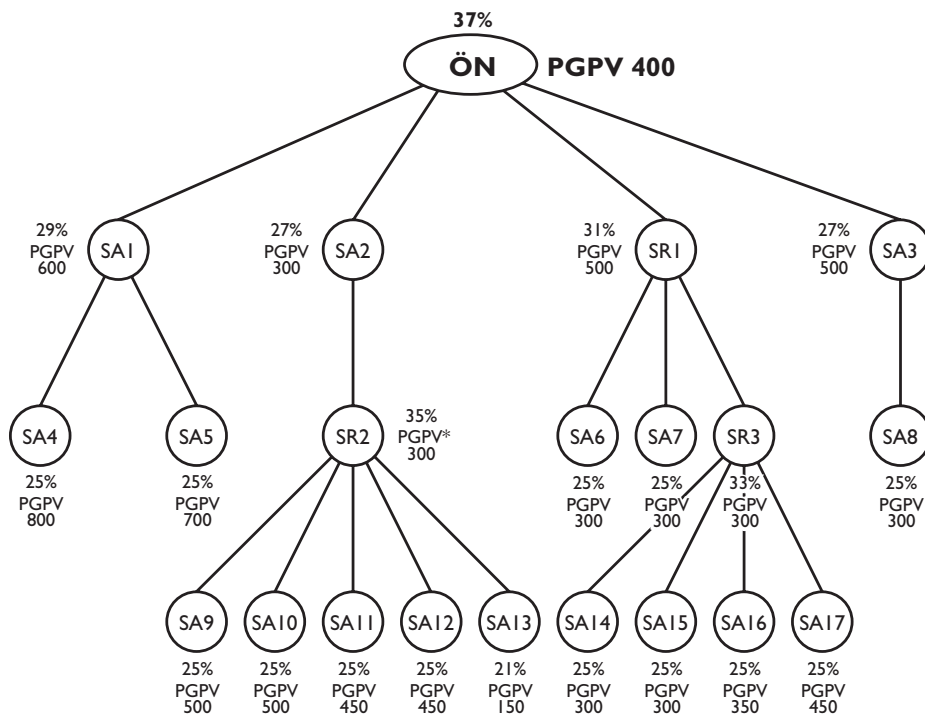 37%
ÖN PGPV 400
29%
PGPV
600
SA1
27%
PGPV
300
SA2
31%
PGPV
500
SR1
27%
PGPV
500
SA3
SA4
25%
PGPV
800
SA5
25%
PGPV
700
SR2
35%
PGPV*
300
SA6
25%
PGPV
300
SA7
25%
PGPV
300
SR3
33%
PGPV
300
SA8
25%
PGPV
300
SA9
25%
PGPV
500
SA10
25%
PGPV
500
SA11
25%
PGPV
450
SA12
25%
PGPV
450
SA13
21%
PGPV
150
SA14
25%
PGPV
300
SA15
25%
PGPV
300
SA16
25%
PGPV
350
SA17
25%
PGPV
450